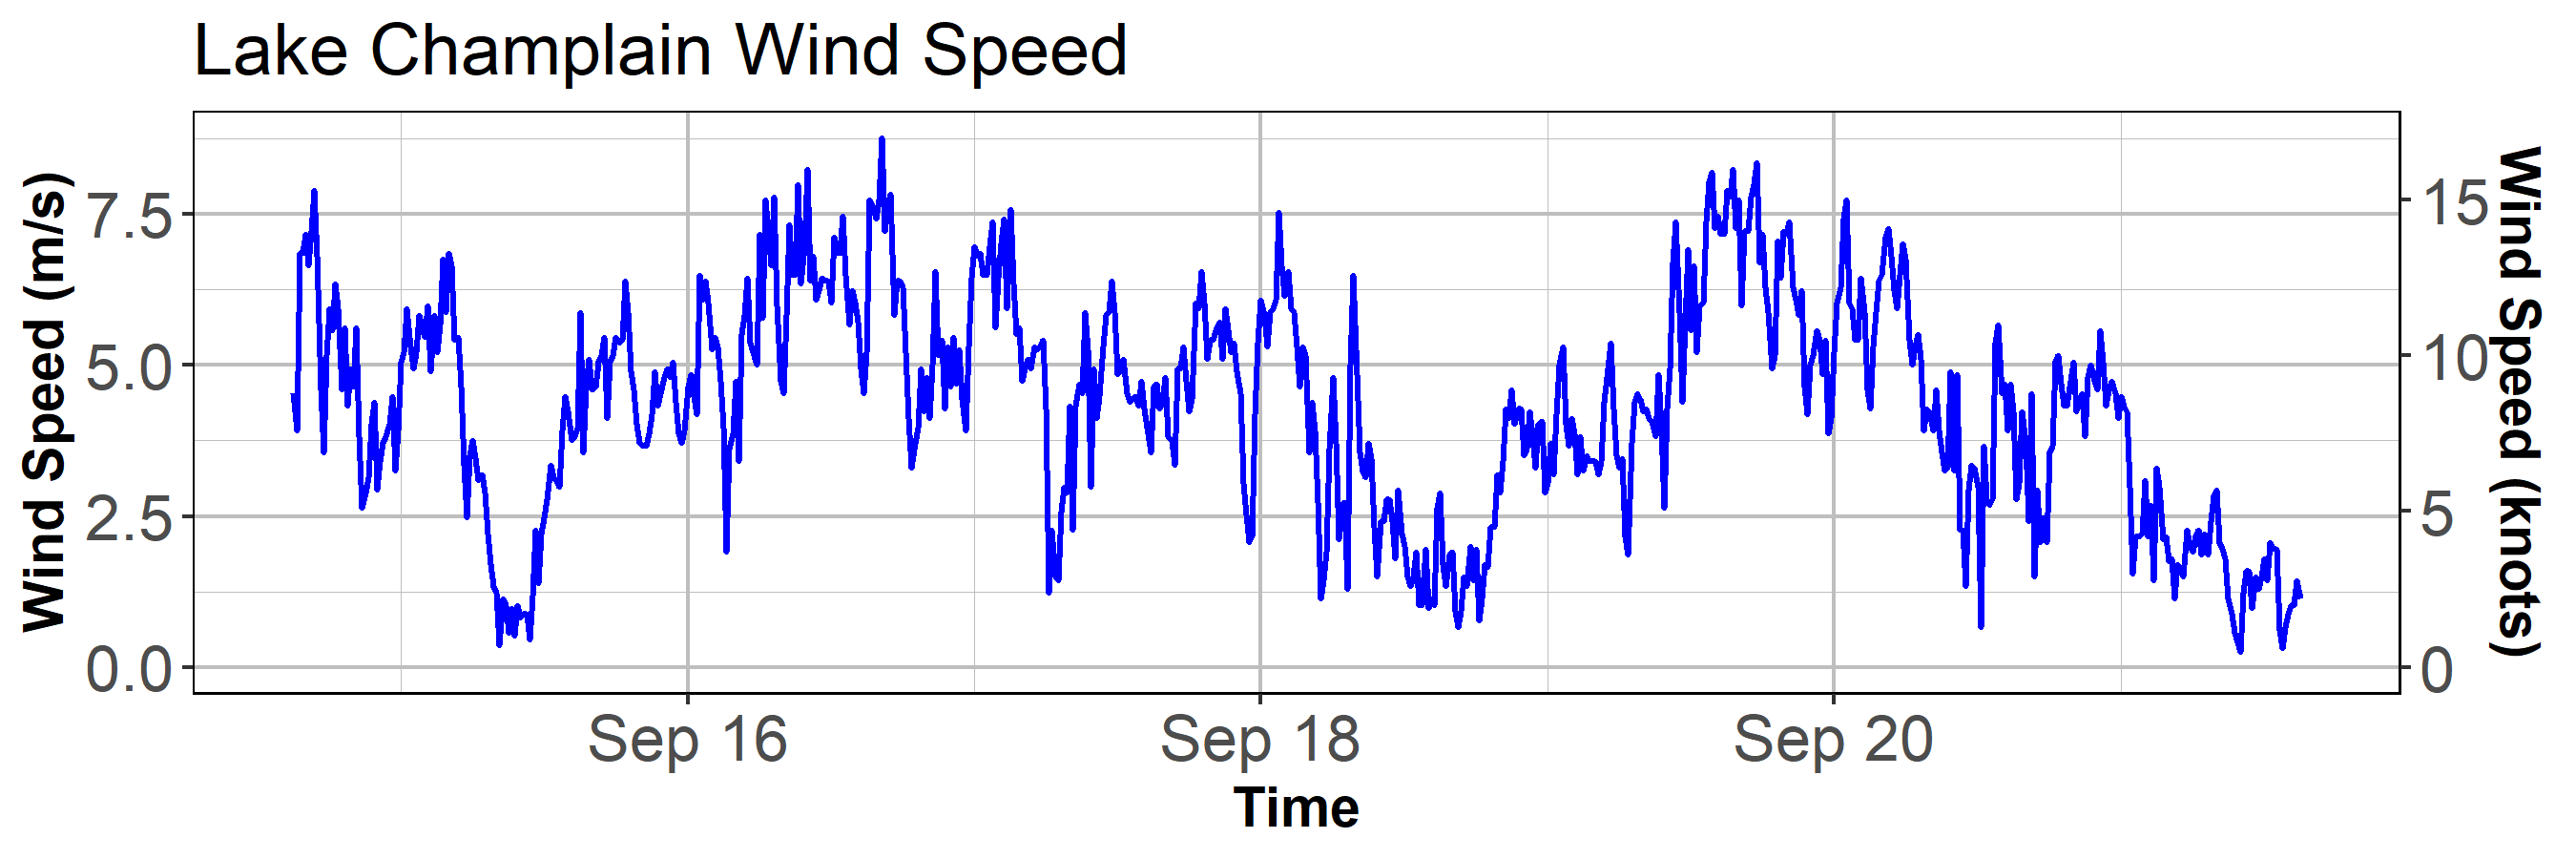 Lake Champlain Wind Speed
Wind Speed (m/s)
7.5
5.0
2.5
0.0
15
10
5
0
Wind Speed (knots)
Sep 16
Sep 18
Sep 20
Time